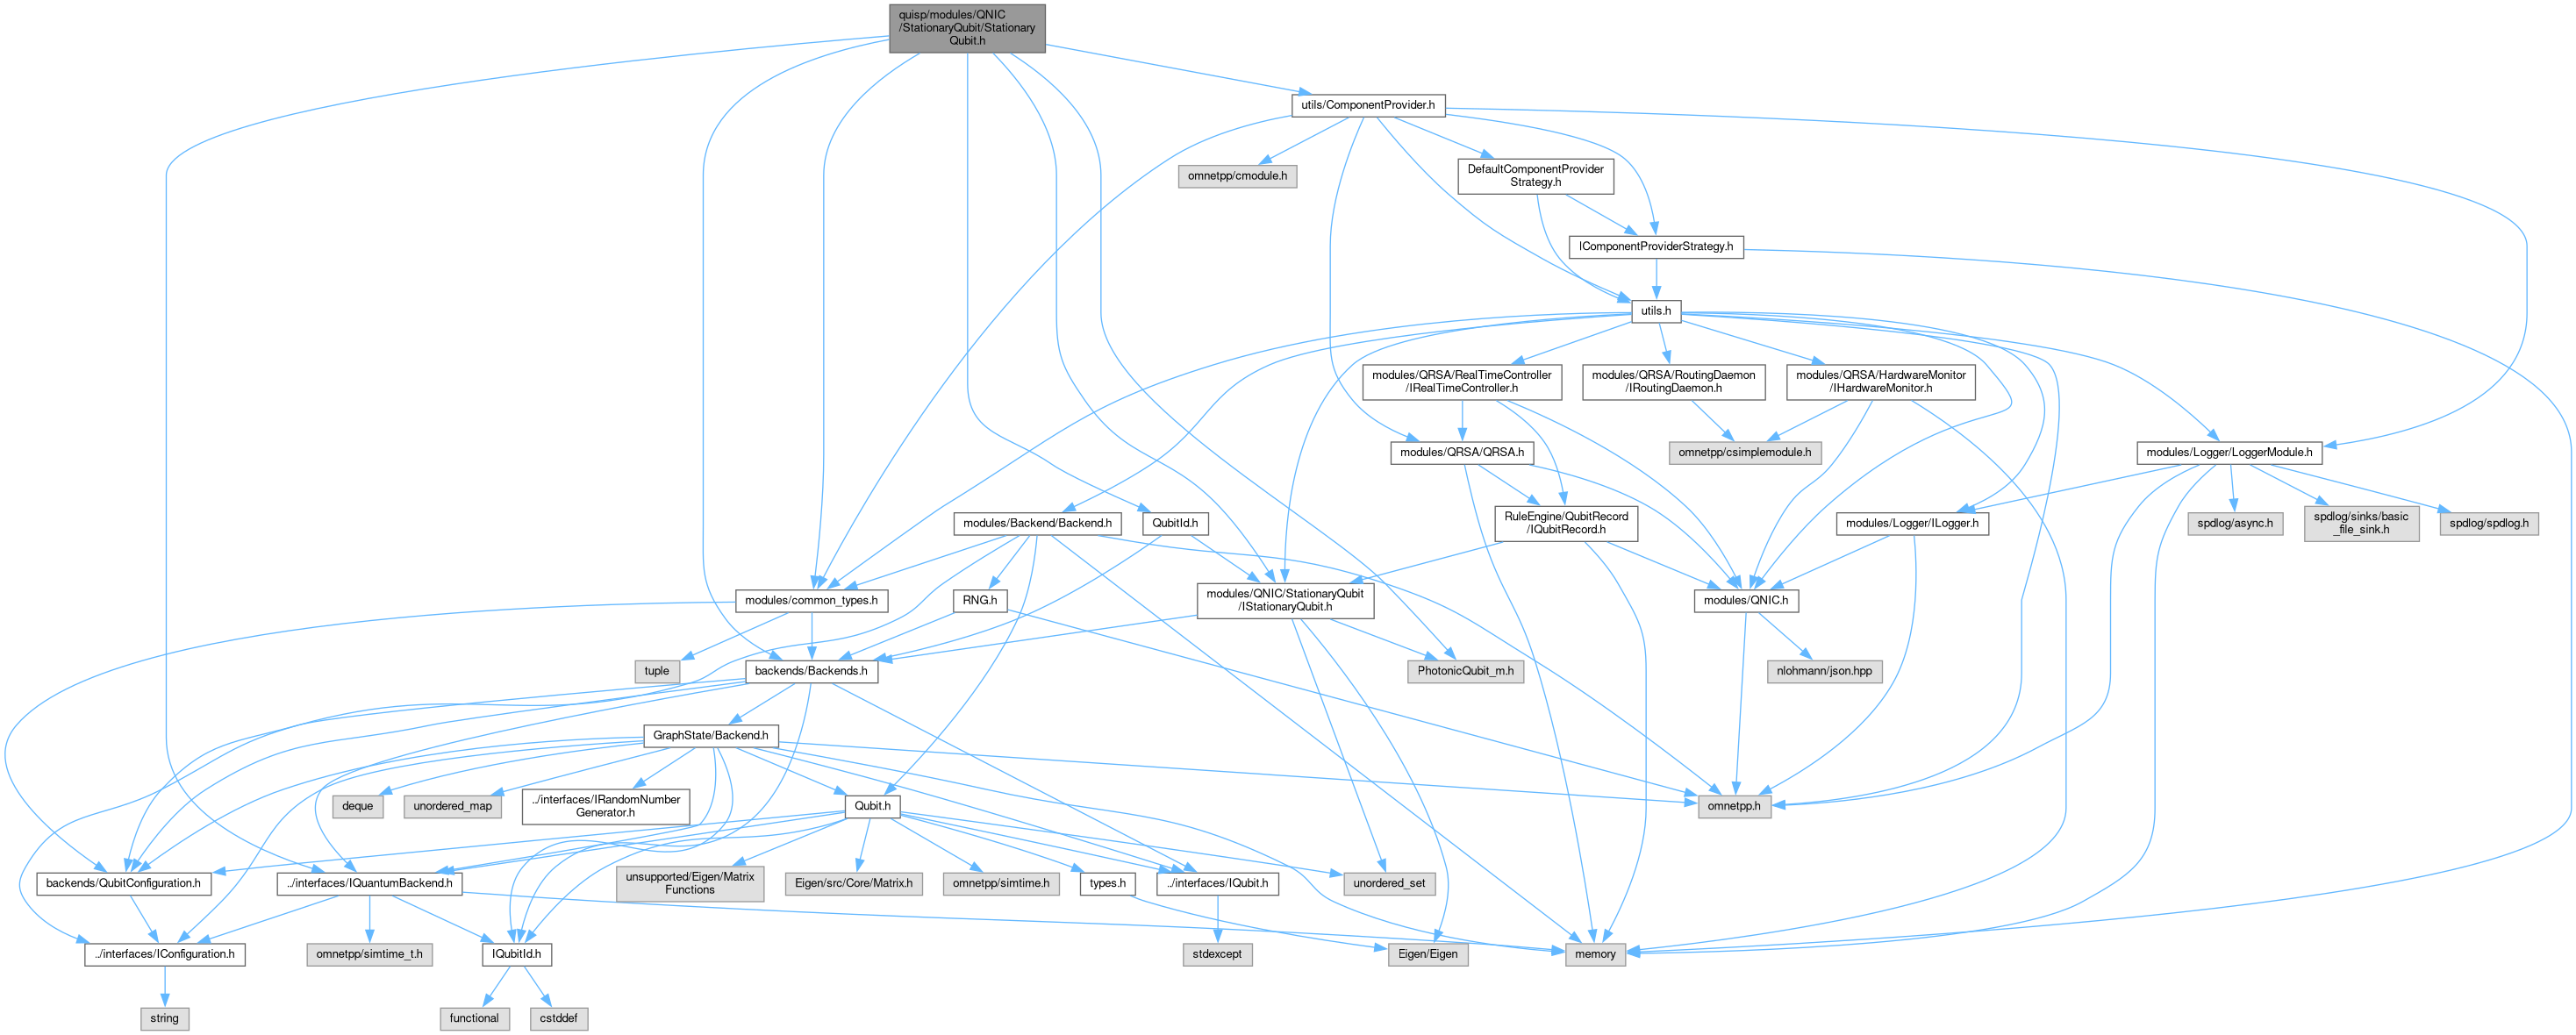 quisp/modules/QNIC
/StationaryQubit/Stationary
Qubit.h
utils/ComponentProvider.h
omnetpp/cmodule.h
DefaultComponentProvider
Strategy.h
IComponentProviderStrategy.h
utils.h
modules/QRSA/RealTimeController
/IRealTimeController.h
modules/QRSA/RoutingDaemon
/IRoutingDaemon.h
modules/QRSA/HardwareMonitor
/IHardwareMonitor.h
modules/QRSA/QRSA.h
omnetpp/csimplemodule.h
modules/Logger/LoggerModule.h
modules/Backend/Backend.h
QubitId.h
RuleEngine/QubitRecord
/IQubitRecord.h
modules/Logger/ILogger.h
spdlog/async.h
spdlog/sinks/basic
_file_sink.h
spdlog/spdlog.h
modules/common_types.h
RNG.h
modules/QNIC/StationaryQubit
/IStationaryQubit.h
modules/QNIC.h
tuple
backends/Backends.h
PhotonicQubit_m.h
nlohmann/json.hpp
GraphState/Backend.h
deque
unordered_map
../interfaces/IRandomNumber
Generator.h
Qubit.h
omnetpp.h
backends/QubitConfiguration.h
../interfaces/IQuantumBackend.h
unsupported/Eigen/Matrix
Functions
Eigen/src/Core/Matrix.h
omnetpp/simtime.h
types.h
../interfaces/IQubit.h
unordered_set
../interfaces/IConfiguration.h
omnetpp/simtime_t.h
IQubitId.h
stdexcept
Eigen/Eigen
memory
string
functional
cstddef